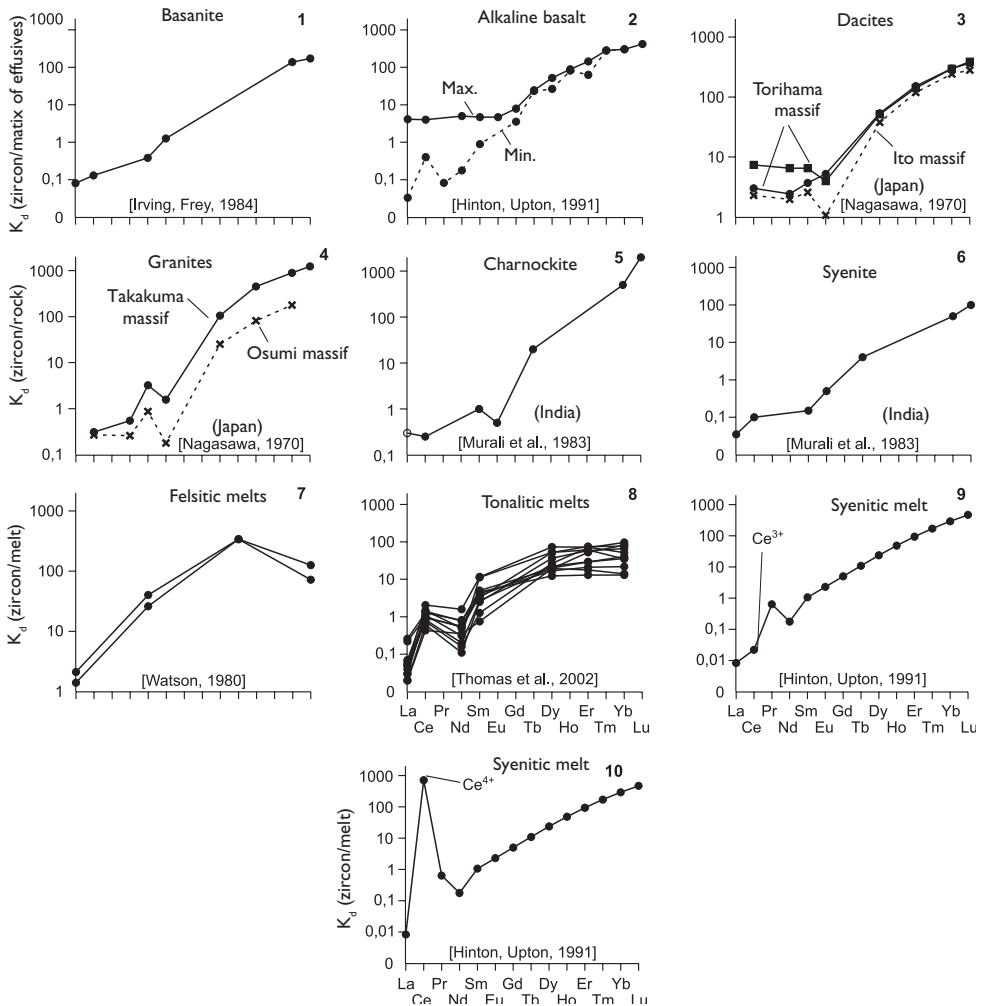 Basanite 1
1000
100
10
1
0,1
0
K_d (zircon/matix of effusives)
[Irving, Frey, 1984]
Alkaline basalt 2
1000
100
10
1
0,1
0
Max.
Min.
[Hinton, Upton, 1991]
Dacites 3
1000
100
10
1
Torihama
massif
Ito massif
(Japan)
[Nagasawa, 1970]
Granites 4
1000
100
10
1
0,1
K_d (zircon/rock)
Takakuma
massif
Osumi massif
(Japan)
[Nagasawa, 1970]
Charnockite 5
1000
100
10
1
0,1
(India)
[Murali et al., 1983]
Syenite 6
1000
100
10
1
0,1
0
(India)
[Murali et al., 1983]
Felsitic melts 7
1000
100
10
1
K_d (zircon/melt)
[Watson, 1980]
Tonalitic melts 8
1000
100
10
1
0,1
0
[Thomas et al., 2002]
La Pr Sm Gd Dy Er Yb
Ce Nd Eu Tb Ho Tm Lu
Syenitic melt 9
1000
100
10
1
0,1
0,01
0
Ce3+
[Hinton, Upton, 1991]
La Pr Sm Gd Dy Er Yb
Ce Nd Eu Tb Ho Tm Lu
Syenitic melt 10
1000
100
10
1
0,1
0,01
0
K_d (zircon/melt)
Ce4+
[Hinton, Upton, 1991]
La Pr Sm Gd Dy Er Yb
Ce Nd Eu Tb Ho Tm Lu